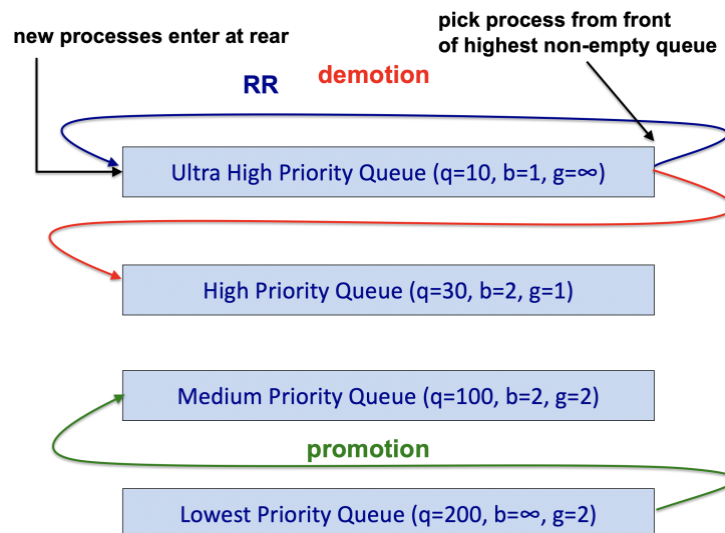 new processes enter at rear
pick process from front
of highest non-empty queue
RR
demotion
Ultra High Priority Queue (q=10, b=1, g=∞)
High Priority Queue (q=30, b=2, g=1)
Medium Priority Queue (q=100, b=2, g=2)
promotion
Lowest Priority Queue (q=200, b=∞, g=2)